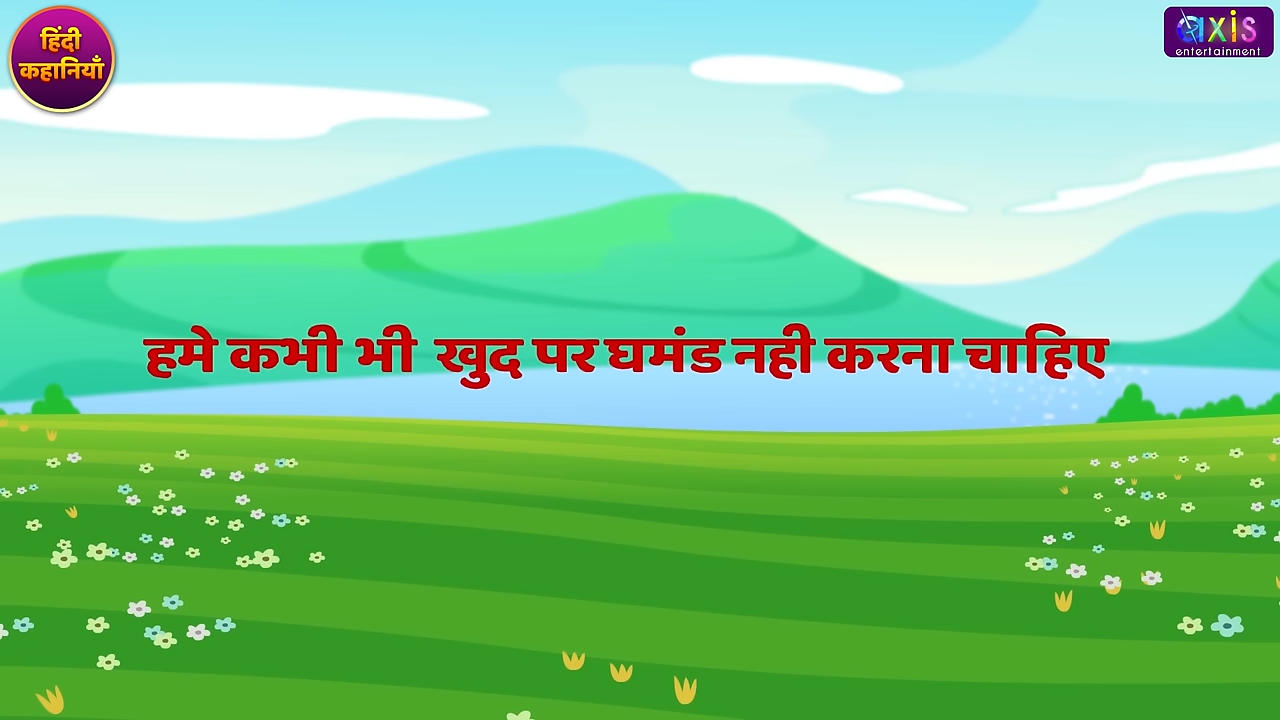 हिंदी
कहानियाँ
axis
entertainment
हमे कभी भी खुद पर घमंड नही करना चाहिए